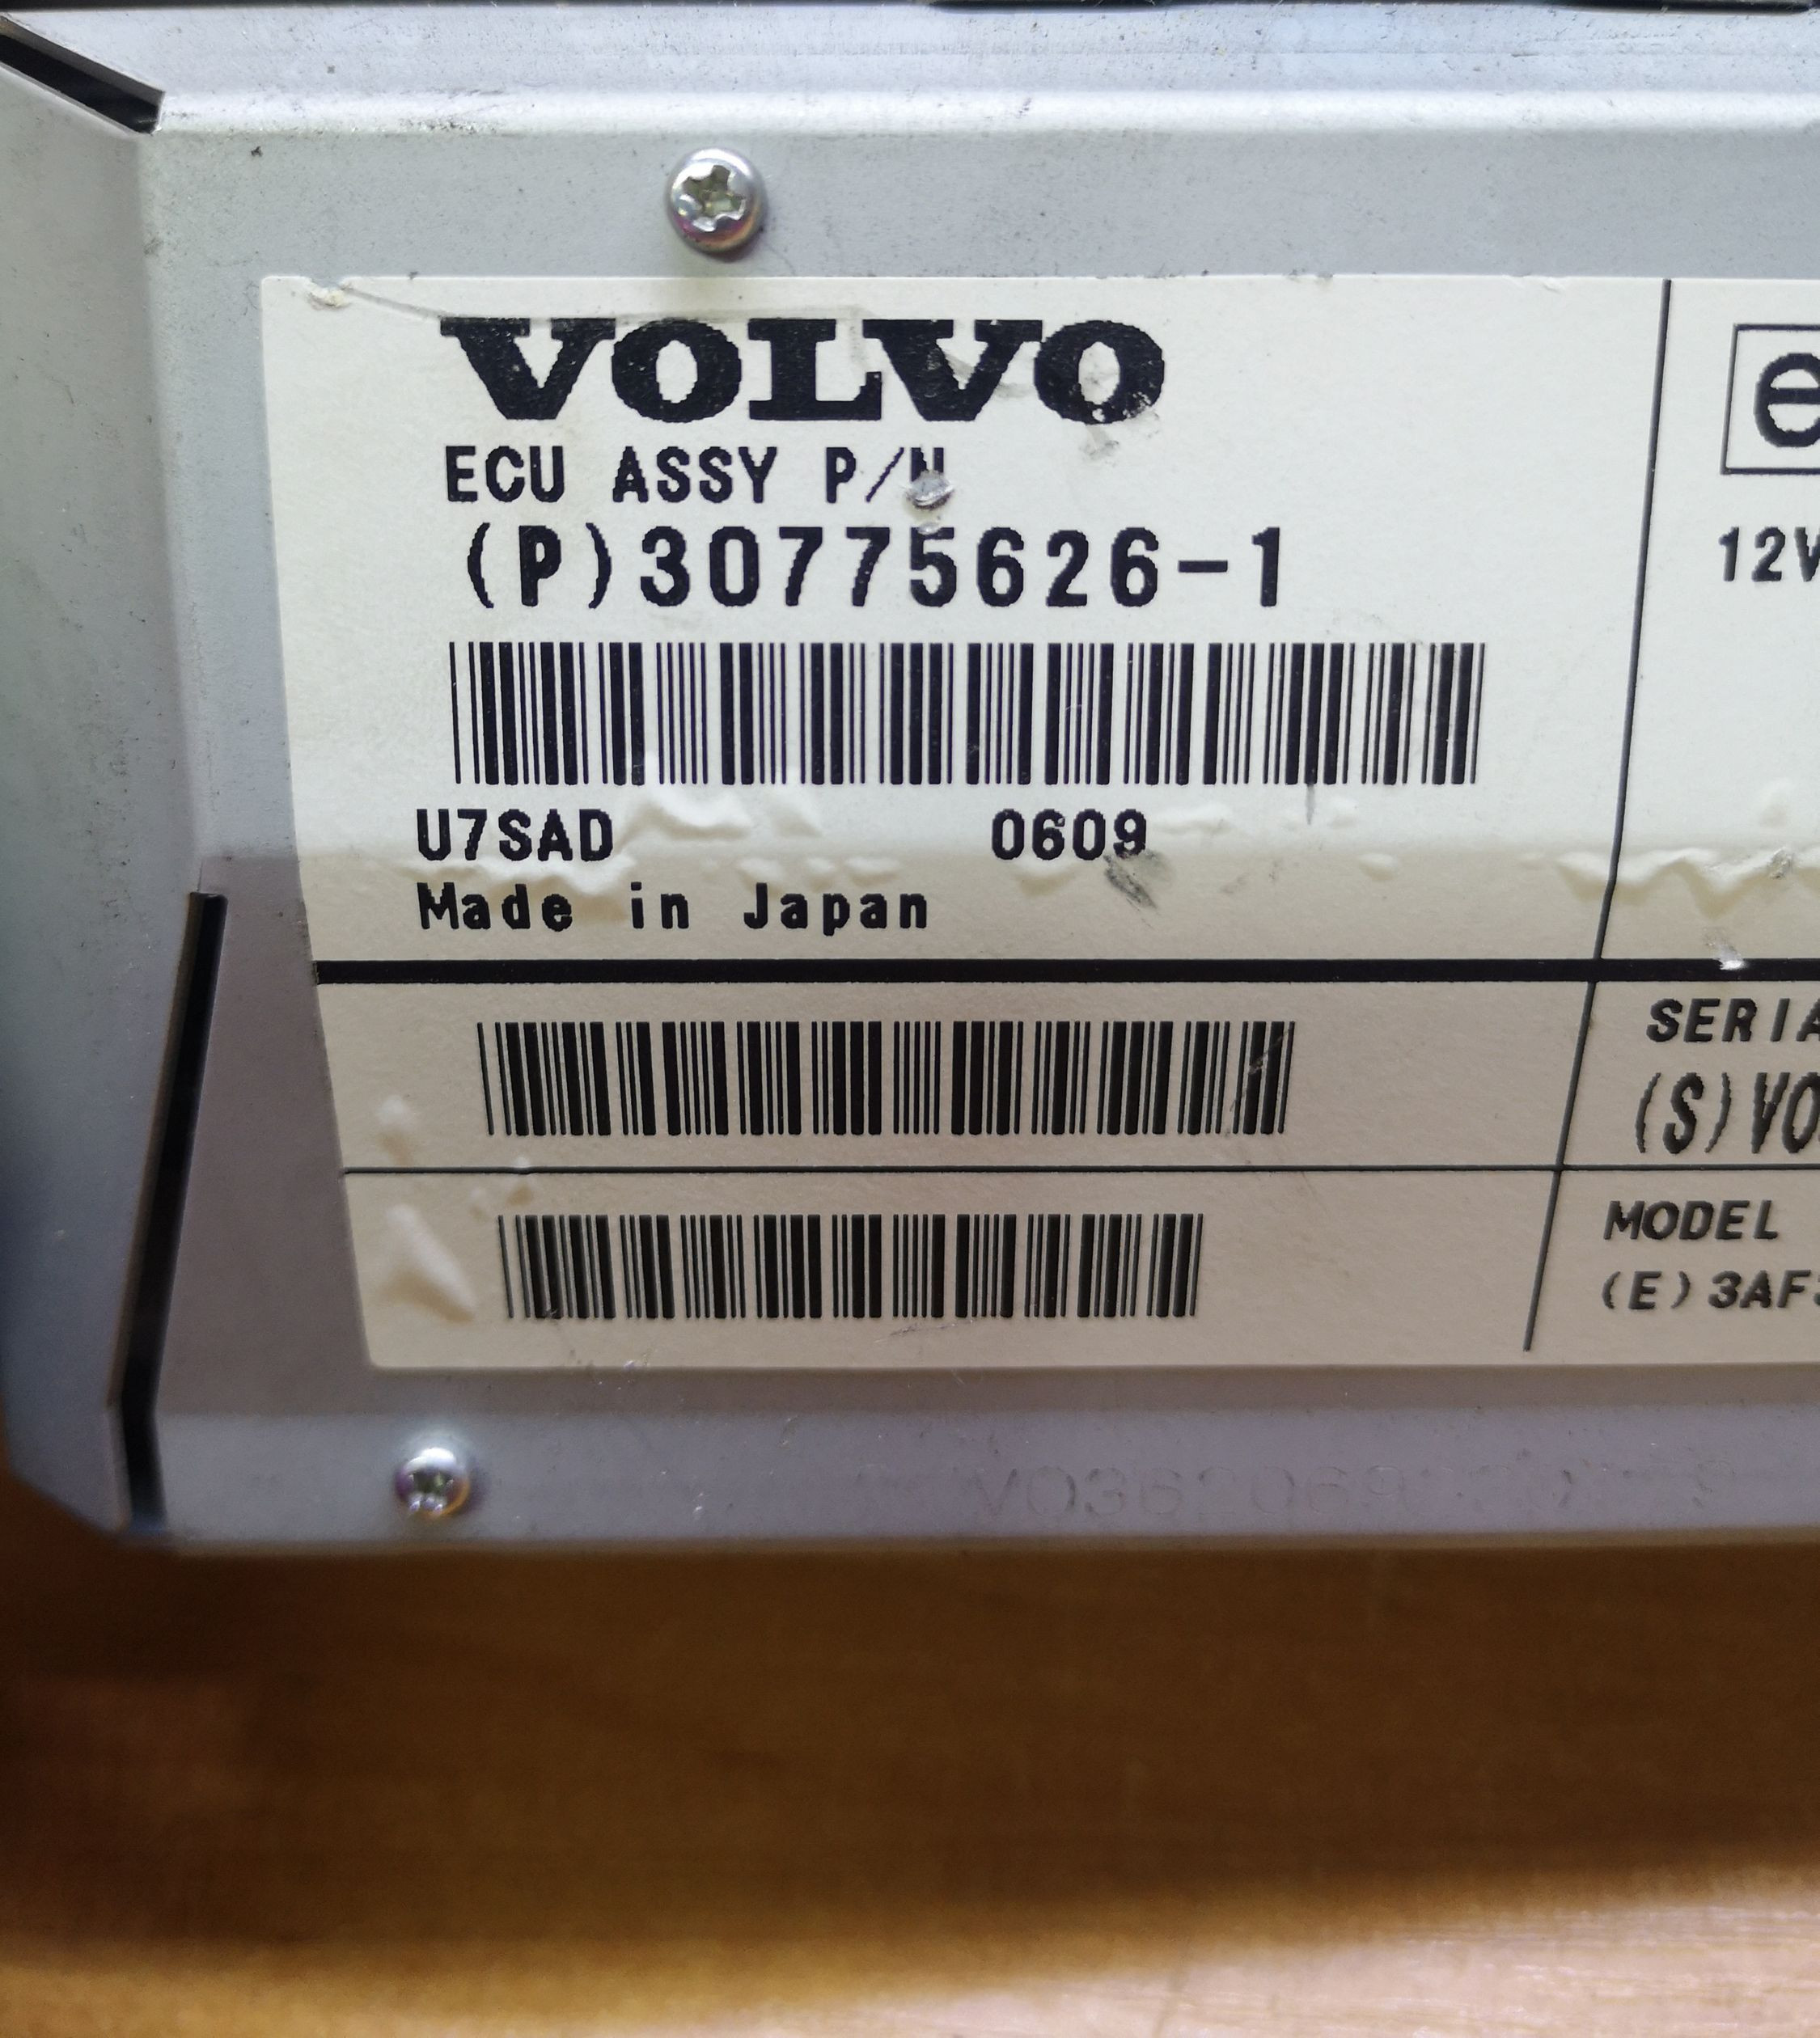 VOLVO
ECU ASSY P/N
(P)30775626-1
U7SAD 0609
Made in Japan
e
12V
SERIA
(S)VO
MODEL
(E)3AF